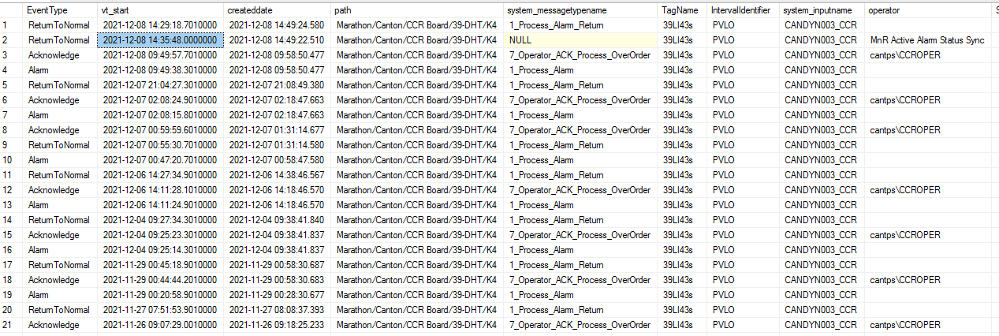 EventType vt_start createddate path system_messagetypename TagName IntervalIdentifier system_inputname operator S
1 ReturnToNormal 2021-12-08 14:29:18.7010000 2021-12-08 14:49:24.580 Marathon/Canton/CCR Board/39-DHT/K4 1_Process_Alarm_Return 39LI43s PVLO CANDYN003_CCR
2 ReturnToNormal 2021-12-08 14:35:48.0000000 2021-12-08 14:49:22.510 Marathon/Canton/CCR Board/39-DHT/K4 NULL 39LI43s PVLO CANDYN003_CCR MnR Active Alarm Status Sync
3 Acknowledge 2021-12-08 09:49:57.7010000 2021-12-08 09:58:50.477 Marathon/Canton/CCR Board/39-DHT/K4 7_Operator_ACK_Process_OverOrder 39LI43s PVLO CANDYN003_CCR cantps\CCROPER
4 Alarm 2021-12-08 09:49:38.3010000 2021-12-08 09:58:50.477 Marathon/Canton/CCR Board/39-DHT/K4 1_Process_Alarm 39LI43s PVLO CANDYN003_CCR
5 ReturnToNormal 2021-12-07 21:04:27.3010000 2021-12-07 21:08:49.380 Marathon/Canton/CCR Board/39-DHT/K4 1_Process_Alarm_Return 39LI43s PVLO CANDYN003_CCR
6 Acknowledge 2021-12-07 02:08:24.9010000 2021-12-07 02:18:47.663 Marathon/Canton/CCR Board/39-DHT/K4 7_Operator_ACK_Process_OverOrder 39LI43s PVLO CANDYN003_CCR cantps\CCROPER
7 Alarm 2021-12-07 02:08:15.8010000 2021-12-07 02:18:47.663 Marathon/Canton/CCR Board/39-DHT/K4 1_Process_Alarm 39LI43s PVLO CANDYN003_CCR
8 Acknowledge 2021-12-07 00:59:59.6010000 2021-12-07 01:31:14.677 Marathon/Canton/CCR Board/39-DHT/K4 7_Operator_ACK_Process_OverOrder 39LI43s PVLO CANDYN003_CCR cantps\CCROPER
9 ReturnToNormal 2021-12-07 00:55:30.7010000 2021-12-07 01:31:14.580 Marathon/Canton/CCR Board/39-DHT/K4 1_Process_Alarm_Return 39LI43s PVLO CANDYN003_CCR
10 Alarm 2021-12-07 00:47:20.7010000 2021-12-07 00:58:47.580 Marathon/Canton/CCR Board/39-DHT/K4 1_Process_Alarm 39LI43s PVLO CANDYN003_CCR
11 ReturnToNormal 2021-12-06 14:27:34.9010000 2021-12-06 14:38:46.567 Marathon/Canton/CCR Board/39-DHT/K4 1_Process_Alarm_Return 39LI43s PVLO CANDYN003_CCR
12 Acknowledge 2021-12-06 14:11:28.1010000 2021-12-06 14:18:46.570 Marathon/Canton/CCR Board/39-DHT/K4 7_Operator_ACK_Process_OverOrder 39LI43s PVLO CANDYN003_CCR cantps\CCROPER
13 Alarm 2021-12-06 14:11:24.9010000 2021-12-06 14:18:46.570 Marathon/Canton/CCR Board/39-DHT/K4 1_Process_Alarm 39LI43s PVLO CANDYN003_CCR
14 ReturnToNormal 2021-12-04 09:27:34.3010000 2021-12-04 09:38:41.840 Marathon/Canton/CCR Board/39-DHT/K4 1_Process_Alarm_Return 39LI43s PVLO CANDYN003_CCR
15 Acknowledge 2021-12-04 09:25:23.3010000 2021-12-04 09:38:41.837 Marathon/Canton/CCR Board/39-DHT/K4 7_Operator_ACK_Process_OverOrder 39LI43s PVLO CANDYN003_CCR cantps\CCROPER
16 Alarm 2021-12-04 09:25:14.3010000 2021-12-04 09:38:41.837 Marathon/Canton/CCR Board/39-DHT/K4 1_Process_Alarm 39LI43s PVLO CANDYN003_CCR
17 ReturnToNormal 2021-11-29 00:45:18.9010000 2021-11-29 00:58:30.687 Marathon/Canton/CCR Board/39-DHT/K4 1_Process_Alarm_Return 39LI43s PVLO CANDYN003_CCR
18 Acknowledge 2021-11-29 00:44:44.2010000 2021-11-29 00:58:30.683 Marathon/Canton/CCR Board/39-DHT/K4 7_Operator_ACK_Process_OverOrder 39LI43s PVLO CANDYN003_CCR cantps\CCROPER
19 Alarm 2021-11-29 00:20:58.9010000 2021-11-29 00:28:30.677 Marathon/Canton/CCR Board/39-DHT/K4 1_Process_Alarm 39LI43s PVLO CANDYN003_CCR
20 ReturnToNormal 2021-11-27 07:51:53.9010000 2021-11-27 08:08:37.393 Marathon/Canton/CCR Board/39-DHT/K4 1_Process_Alarm_Return 39LI43s PVLO CANDYN003_CCR
21 Acknowledge 2021-11-26 09:07:29.0010000 2021-11-26 09:18:25.233 Marathon/Canton/CCR Board/39-DHT/K4 7_Operator_ACK_Process_OverOrder 39LI43s PVLO CANDYN003_CCR cantps\CCROPER